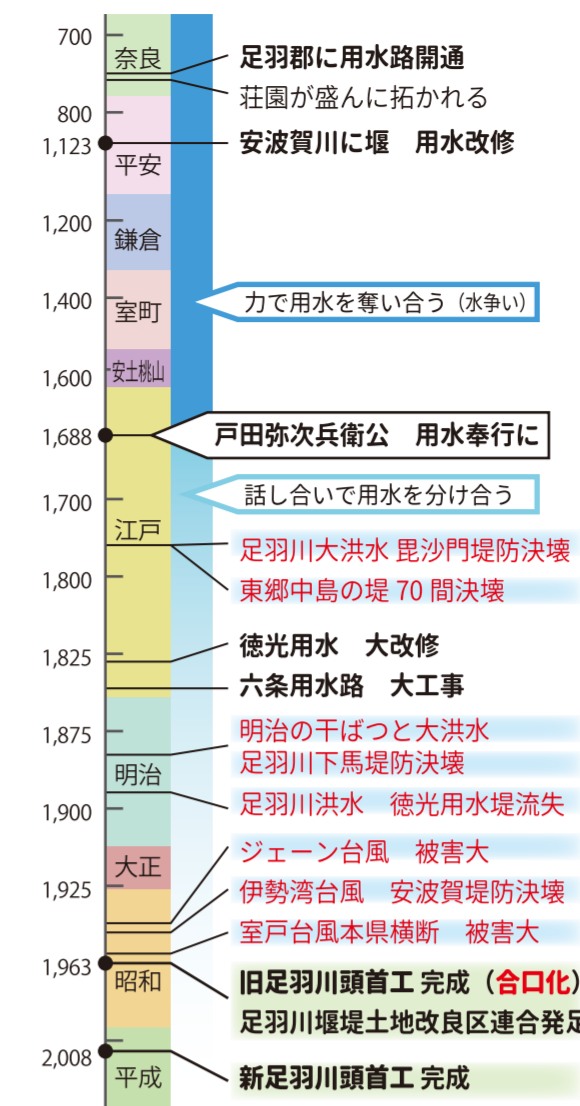 700
奈良
足羽郡に用水路開通
荘園が盛んに拓かれる
800
1,123
安波賀川に堰　用水改修
平安
1,200
鎌倉
1,400
室町
力で用水を奪い合う（水争い）
安土桃山
1,600
1,688
戸田弥次兵衛公　用水奉行に
話し合いで用水を分け合う
1,700
江戸
足羽川大洪水 毘沙門堤防決壊
1,800
東郷中島の堤 70 間決壊
徳光用水　大改修
1,825
六条用水路　大工事
1,875
明治の干ばつと大洪水
足羽川下馬堤防決壊
明治
足羽川洪水　徳光用水堤流失
1,900
ジェーン台風　被害大
大正
1,925
伊勢湾台風　安波賀堤防決壊
室戸台風本県横断　被害大
1,963
昭和
旧足羽川頭首工 完成（合口化）
足羽川堰堤土地改良区連合発足
2,008
平成
新足羽川頭首工 完成